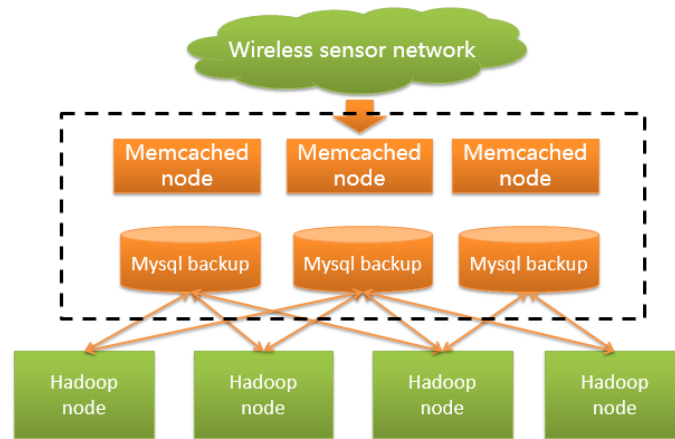 Wireless sensor network
Memcached
node
Memcached
node
Memcached
node
Mysql backup
Mysql backup
Mysql backup
Hadoop
node
Hadoop
node
Hadoop
node
Hadoop
node